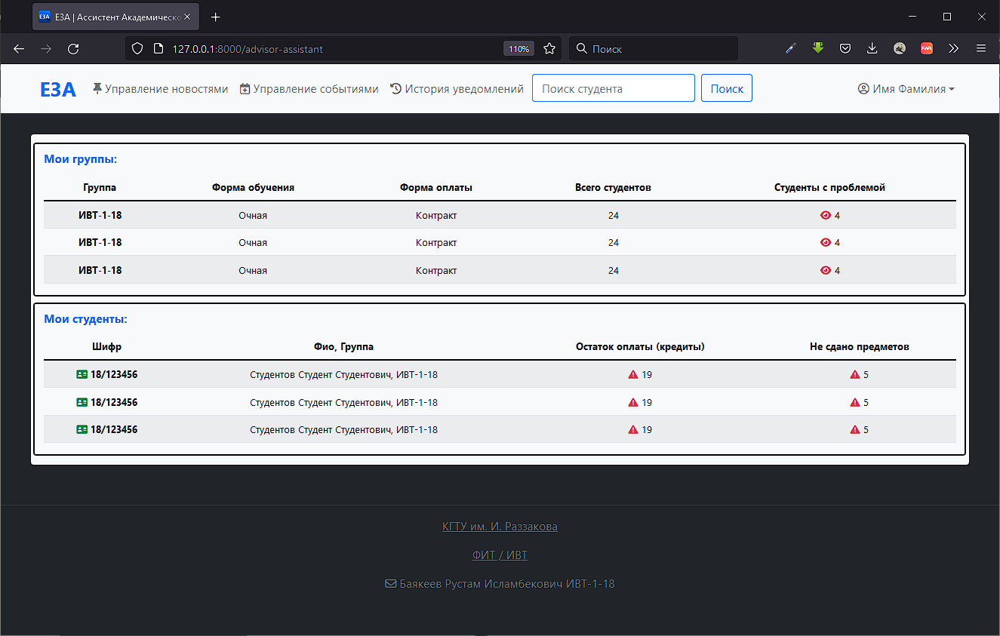 E3A E3A | Ассистент Академическо
127.0.0.1:8000/advisor-assistant 110% Поиск
E3A Управление новостями Управление событиями История уведомлений Поиск студента Поиск Имя Фамилия
Мои группы:
Группа Форма обучения Форма оплаты Всего студентов Студенты с проблемой
ИВТ-1-18 Очная Контракт 24 4
ИВТ-1-18 Очная Контракт 24 4
ИВТ-1-18 Очная Контракт 24 4
Мои студенты:
Шифр Фио, Группа Остаток оплаты (кредиты) Не сдано предметов
18/123456 Студентов Студент Студентович, ИВТ-1-18 19 5
18/123456 Студентов Студент Студентович, ИВТ-1-18 19 5
18/123456 Студентов Студент Студентович, ИВТ-1-18 19 5
КГТУ им. И. Раззакова
ФИТ / ИВТ
Баякеев Рустам Исламбекович ИВТ-1-18